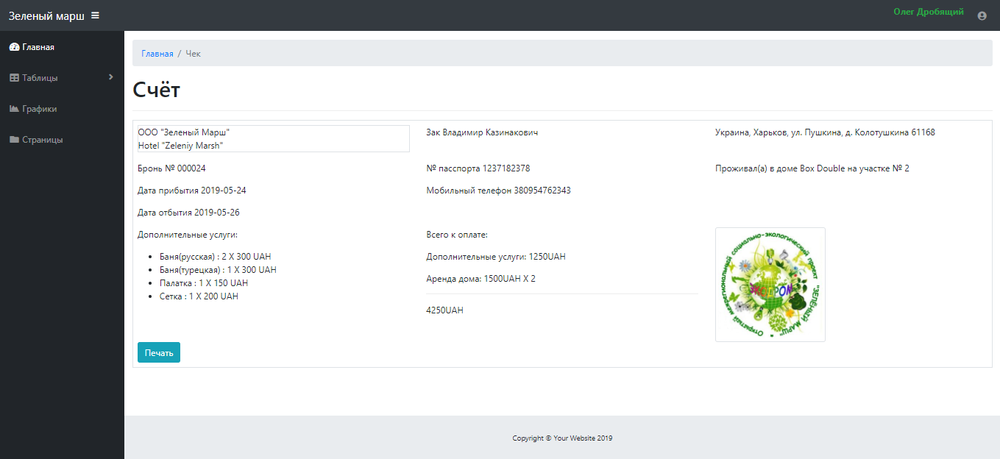 Зеленый марш
Олег Дробящий
Главная
Таблицы
Графики
Страницы
Главная / Чек
Счёт
ООО "Зеленый Марш"
Hotel "Zeleniy Marsh"
Зак Владимир Казинакович
Украина, Харьков, ул. Пушкина, д. Колотушкина 61168
Бронь № 000024
№ пасспорта 1237182378
Проживал(а) в доме Box Double на участке № 2
Дата прибытия 2019-05-24
Мобильный телефон 380954762343
Дата отбытия 2019-05-26
Дополнительные услуги:
Баня(русская) : 2 X 300 UAH
Баня(турецкая) : 1 X 300 UAH
Палатка : 1 X 150 UAH
Сетка : 1 X 200 UAH
Всего к оплате:
Дополнительные услуги: 1250UAH
Аренда дома: 1500UAH X 2
4250UAH
Открытый межрегиональный социально-экологический проект "ЗЕЛЁНЫЙ МАРШ"
Печать
Copyright © Your Website 2019